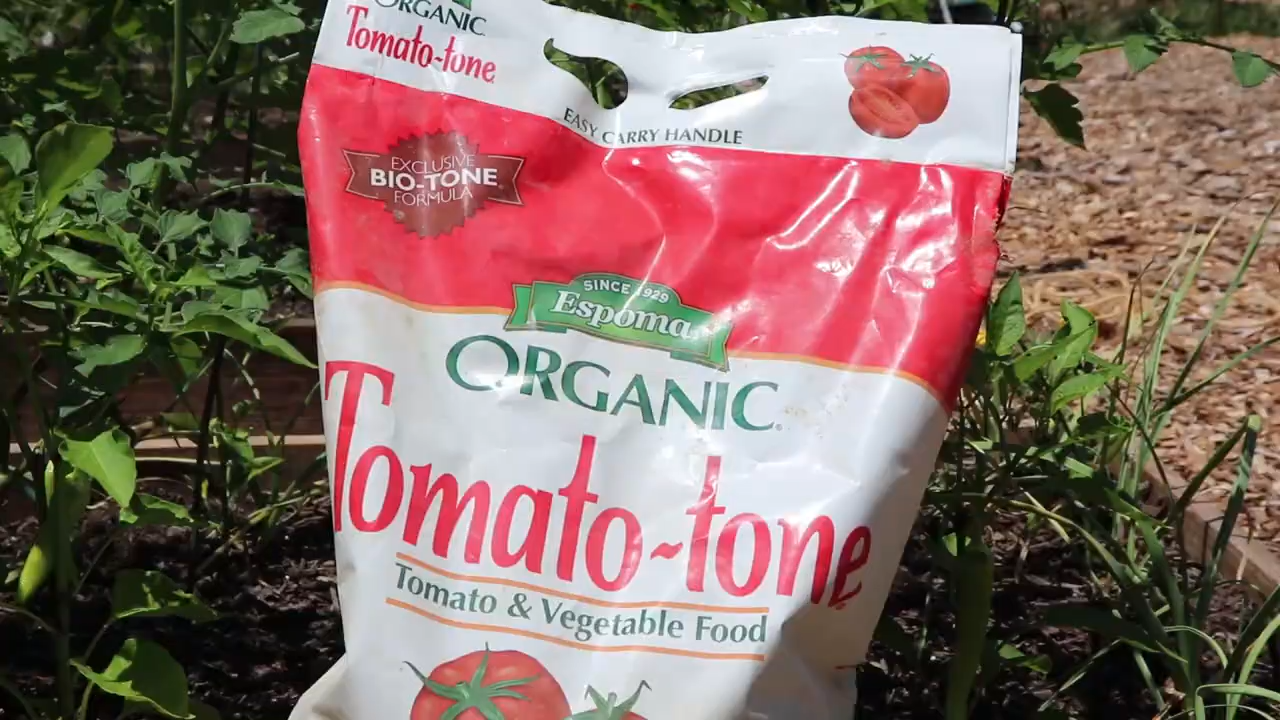 ORGANIC
Tomato-tone
EASY CARRY HANDLE
EXCLUSIVE
BIO-TONE
FORMULA
SINCE 1929
Espoma
ORGANIC
Tomato-tone
Tomato & Vegetable Food